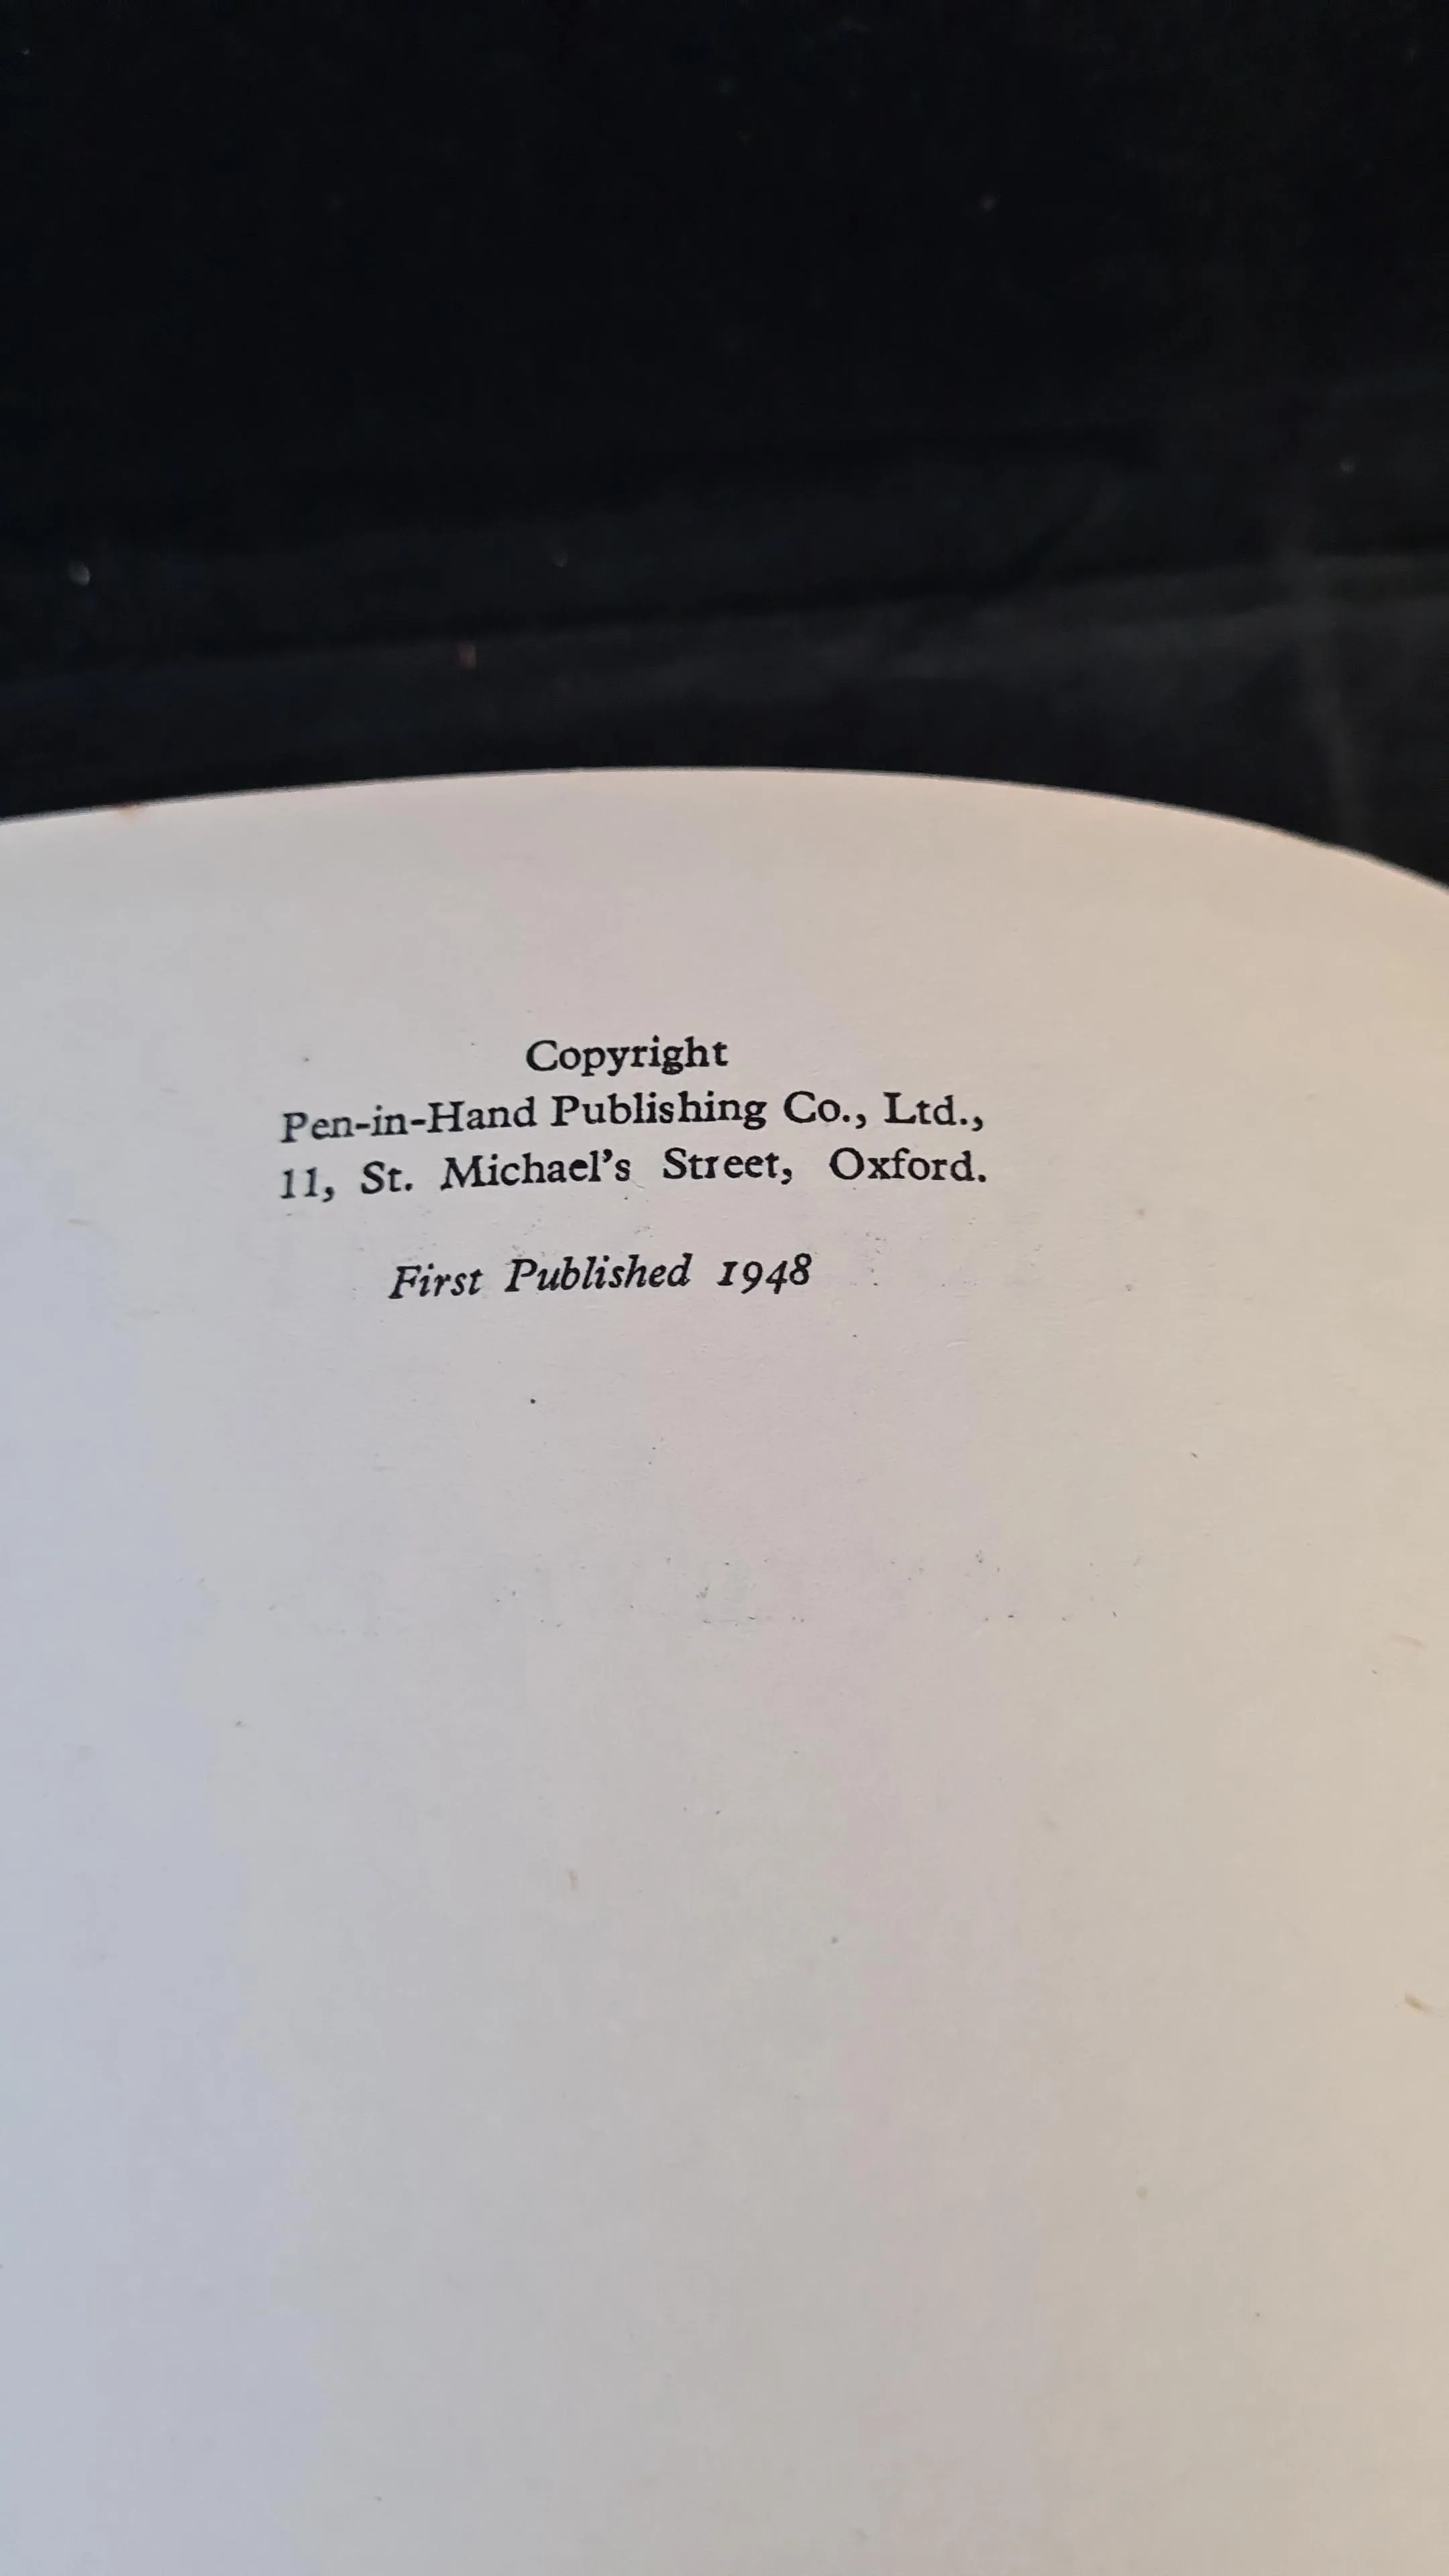 Copyright
Pen-in-Hand Publishing Co., Ltd.,
11, St. Michael's Street, Oxford.
First Published 1948